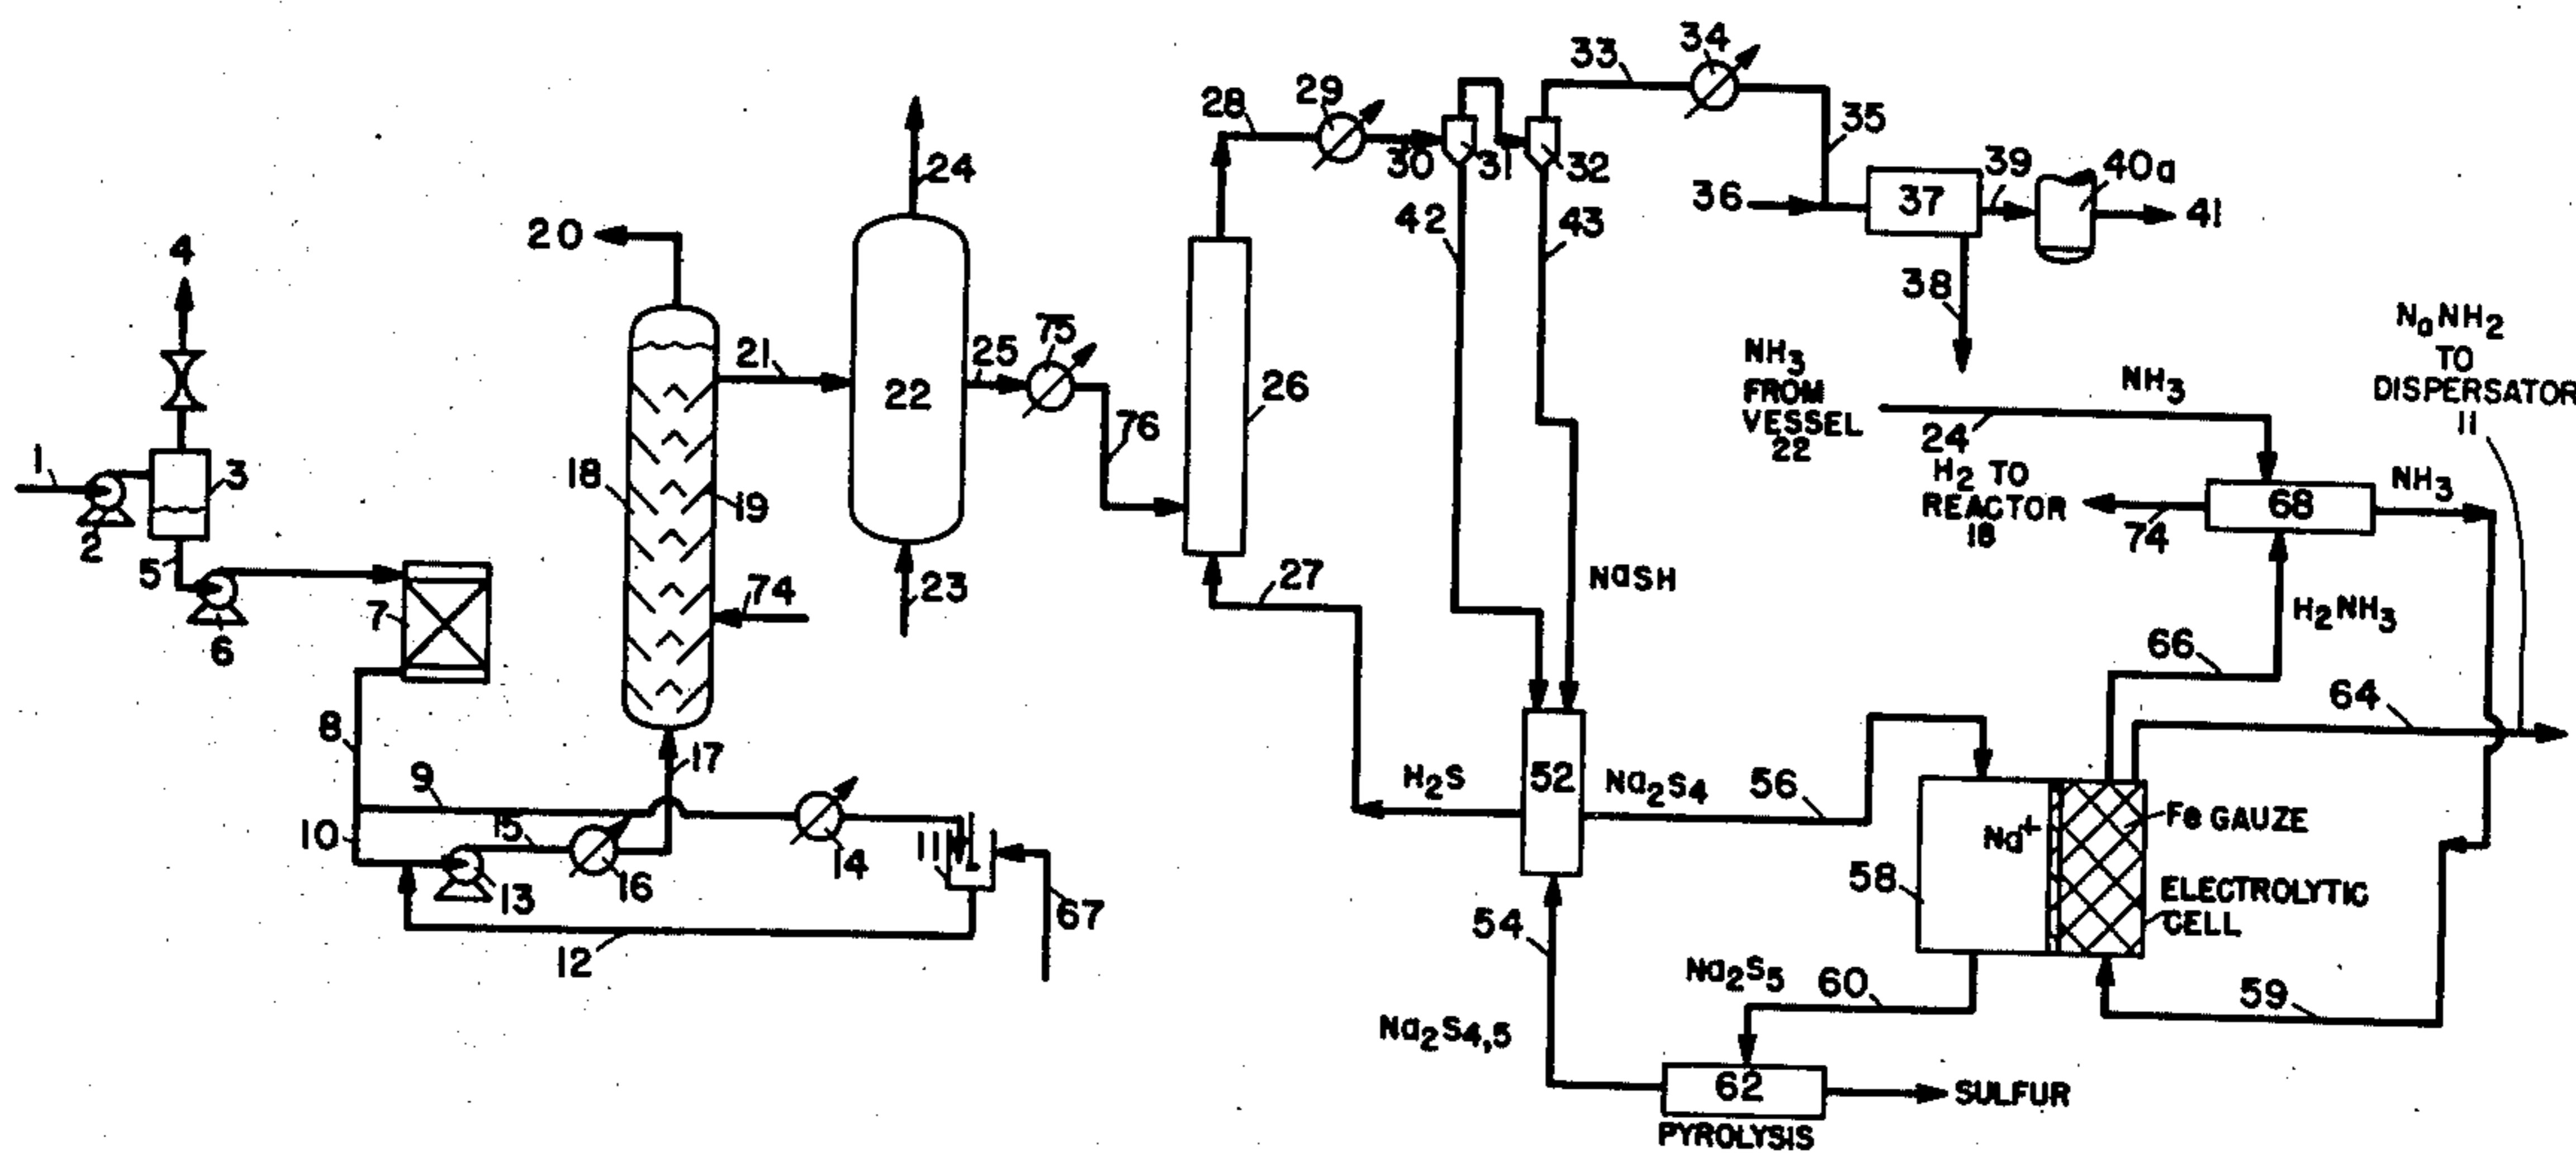 1
2
3
4
5
6
7
8
9
10
11
12
13
14
15
16
17
18
19
20
21
22
23
24
25
75
76
74
67
26
27
28
29
30
31
32
33
34
35
36
37
38
39
40a
41
42
43
NaSH
NH3
FROM
VESSEL
22
24
NH3
NaNH2
TO
DISPERSATOR
11
H2 TO
REACTOR
18
74
68
NH3
H2NH3
66
64
H2S
52
Na2S4
56
Na+
Fe GAUZE
58
ELECTROLYTIC
CELL
54
Na2S5
60
59
Na2S4,5
62
SULFUR
PYROLYSIS